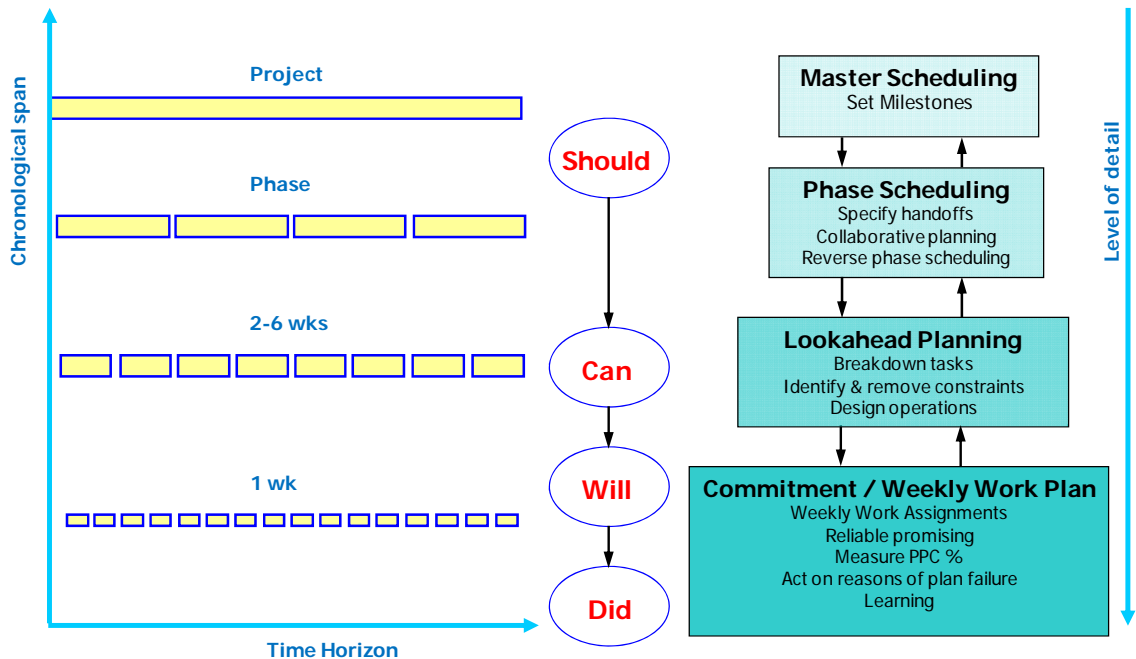 Chronological span
Project
Phase
2-6 wks
1 wk
Time Horizon
Should
Can
Will
Did
Master Scheduling
Set Milestones
Phase Scheduling
Specify handoffs
Collaborative planning
Reverse phase scheduling
Lookahead Planning
Breakdown tasks
Identify & remove constraints
Design operations
Commitment / Weekly Work Plan
Weekly Work Assignments
Reliable promising
Measure PPC %
Act on reasons of plan failure
Learning
Level of detail